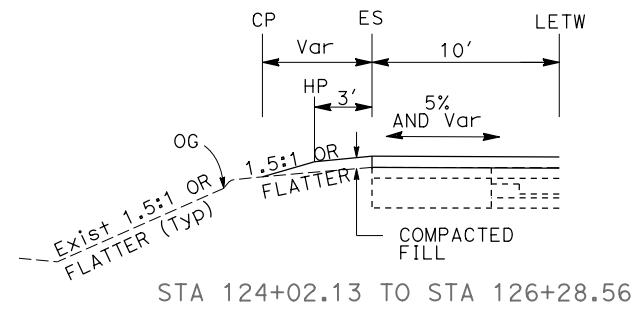 CP
ES
LETW
Var
10'
HP
3'
5%
AND Var
OG
1.5:1 OR
FLATTER
Exist 1.5:1 OR
FLATTER (Typ)
COMPACTED
FILL
STA 124+02.13 TO STA 126+28.56